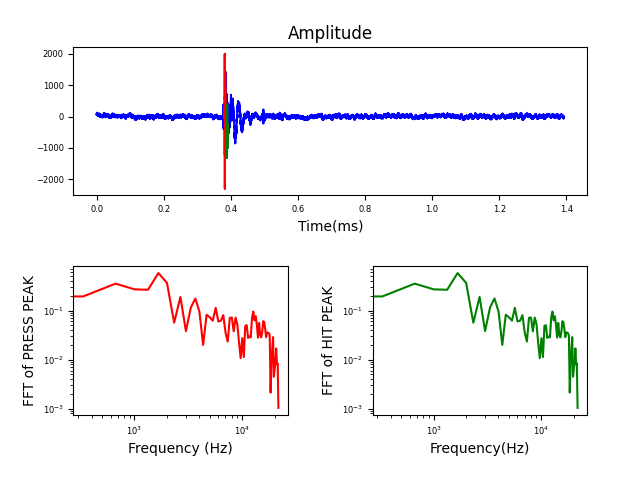 Amplitude
2000
1000
0
−1000
−2000
0.0 0.2 0.4 0.6 0.8 1.0 1.2 1.4
Time(ms)
FFT of PRESS PEAK
10⁻¹
10⁻²
10⁻³
10³ 10⁴
Frequency (Hz)
FFT of HIT PEAK
10⁻¹
10⁻²
10⁻³
10³ 10⁴
Frequency(Hz)